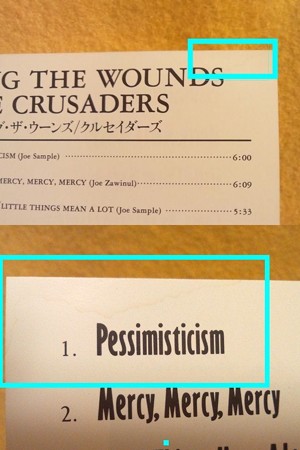 NG THE WOUNDS
E CRUSADERS
グ・ザ・ウーンズ/クルセイダーズ
CISM (Joe Sample) 6:00
MERCY, MERCY, MERCY (Joe Zawinul) 6:09
LITTLE THINGS MEAN A LOT (Joe Sample) 5:33
1. Pessimisticism
2. Mercy, Mercy, Mercy